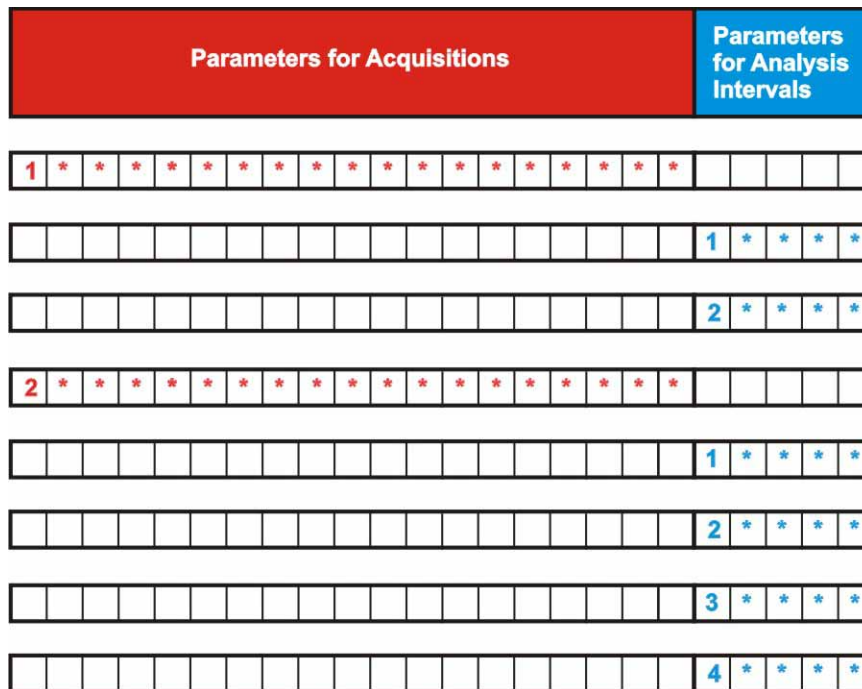 Parameters for Acquisitions
Parameters
for Analysis
Intervals
1 * * * * * * * * * * * * * * * * * *
1 * * * *
2 * * * *
2 * * * * * * * * * * * * * * * * * *
1 * * * *
2 * * * *
3 * * * *
4 * * * *